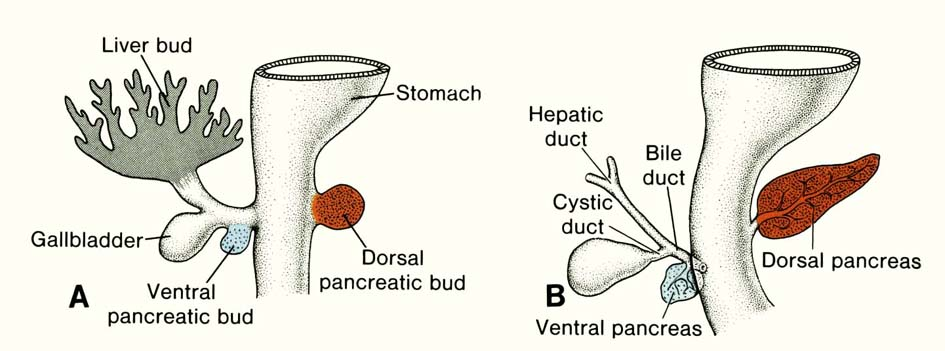 Liver bud
Stomach
Gallbladder
Dorsal
pancreatic bud
Ventral
pancreatic bud
A
Hepatic
duct
Bile
duct
Cystic
duct
Dorsal pancreas
Ventral pancreas
B